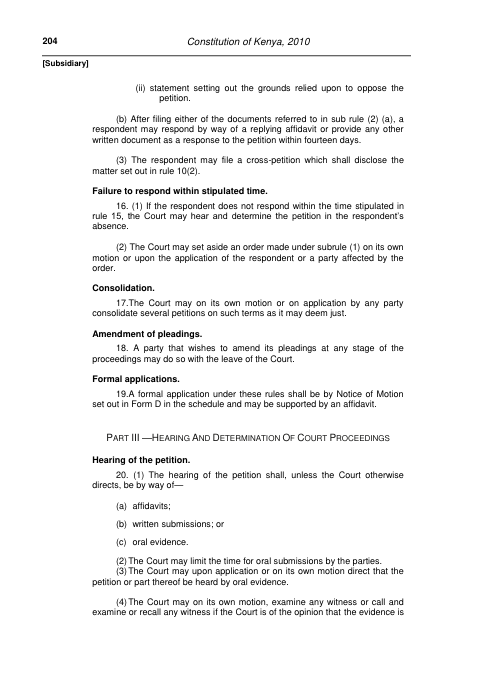 204
Constitution of Kenya, 2010
[Subsidiary]
(ii) statement setting out the grounds relied upon to oppose the
petition.
(b) After filing either of the documents referred to in sub rule (2) (a), a
respondent may respond by way of a replying affidavit or provide any other
written document as a response to the petition within fourteen days.
(3) The respondent may file a cross-petition which shall disclose the
matter set out in rule 10(2).
Failure to respond within stipulated time.
16. (1) If the respondent does not respond within the time stipulated in
rule 15, the Court may hear and determine the petition in the respondent's
absence.
(2) The Court may set aside an order made under subrule (1) on its own
motion or upon the application of the respondent or a party affected by the
order.
Consolidation.
17.The Court may on its own motion or on application by any party
consolidate several petitions on such terms as it may deem just.
Amendment of pleadings.
18. A party that wishes to amend its pleadings at any stage of the
proceedings may do so with the leave of the Court.
Formal applications.
19.A formal application under these rules shall be by Notice of Motion
set out in Form D in the schedule and may be supported by an affidavit.
PART III —HEARING AND DETERMINATION OF COURT PROCEEDINGS
Hearing of the petition.
20. (1) The hearing of the petition shall, unless the Court otherwise
directs, be by way of—
(a) affidavits;
(b) written submissions; or
(c) oral evidence.
(2) The Court may limit the time for oral submissions by the parties.
(3) The Court may upon application or on its own motion direct that the
petition or part thereof be heard by oral evidence.
(4) The Court may on its own motion, examine any witness or call and
examine or recall any witness if the Court is of the opinion that the evidence is